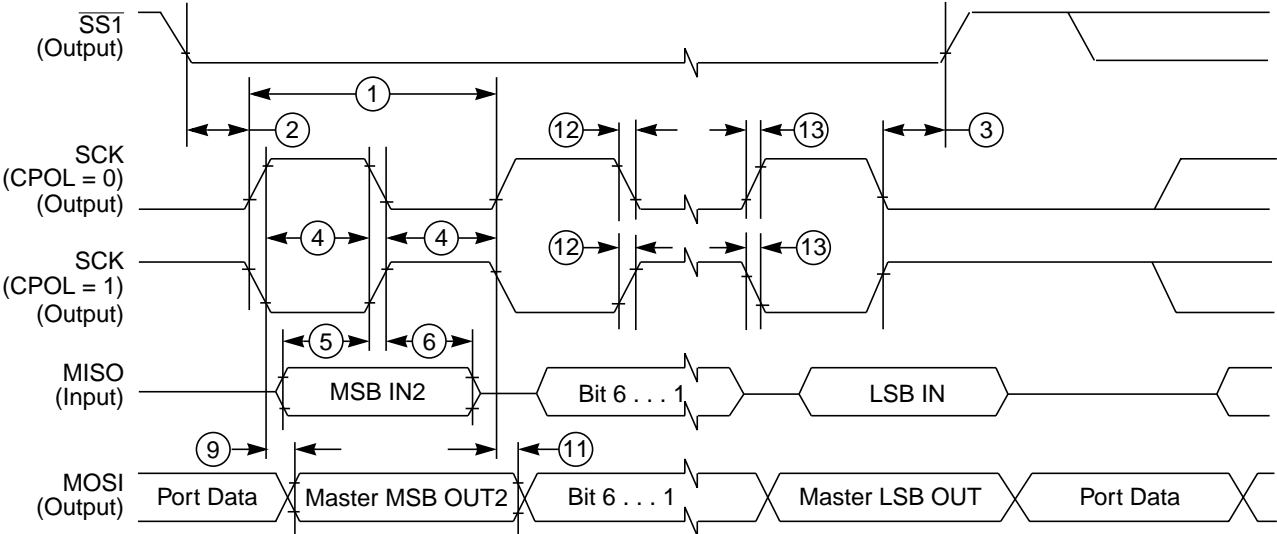 SS1
(Output)
1
2
12
13
3
SCK
(CPOL = 0)
(Output)
4
4
SCK
(CPOL = 1)
(Output)
12
13
5
6
MISO
(Input)
MSB IN2
Bit 6 . . . 1
LSB IN
9
11
MOSI
(Output)
Port Data
Master MSB OUT2
Bit 6 . . . 1
Master LSB OUT
Port Data